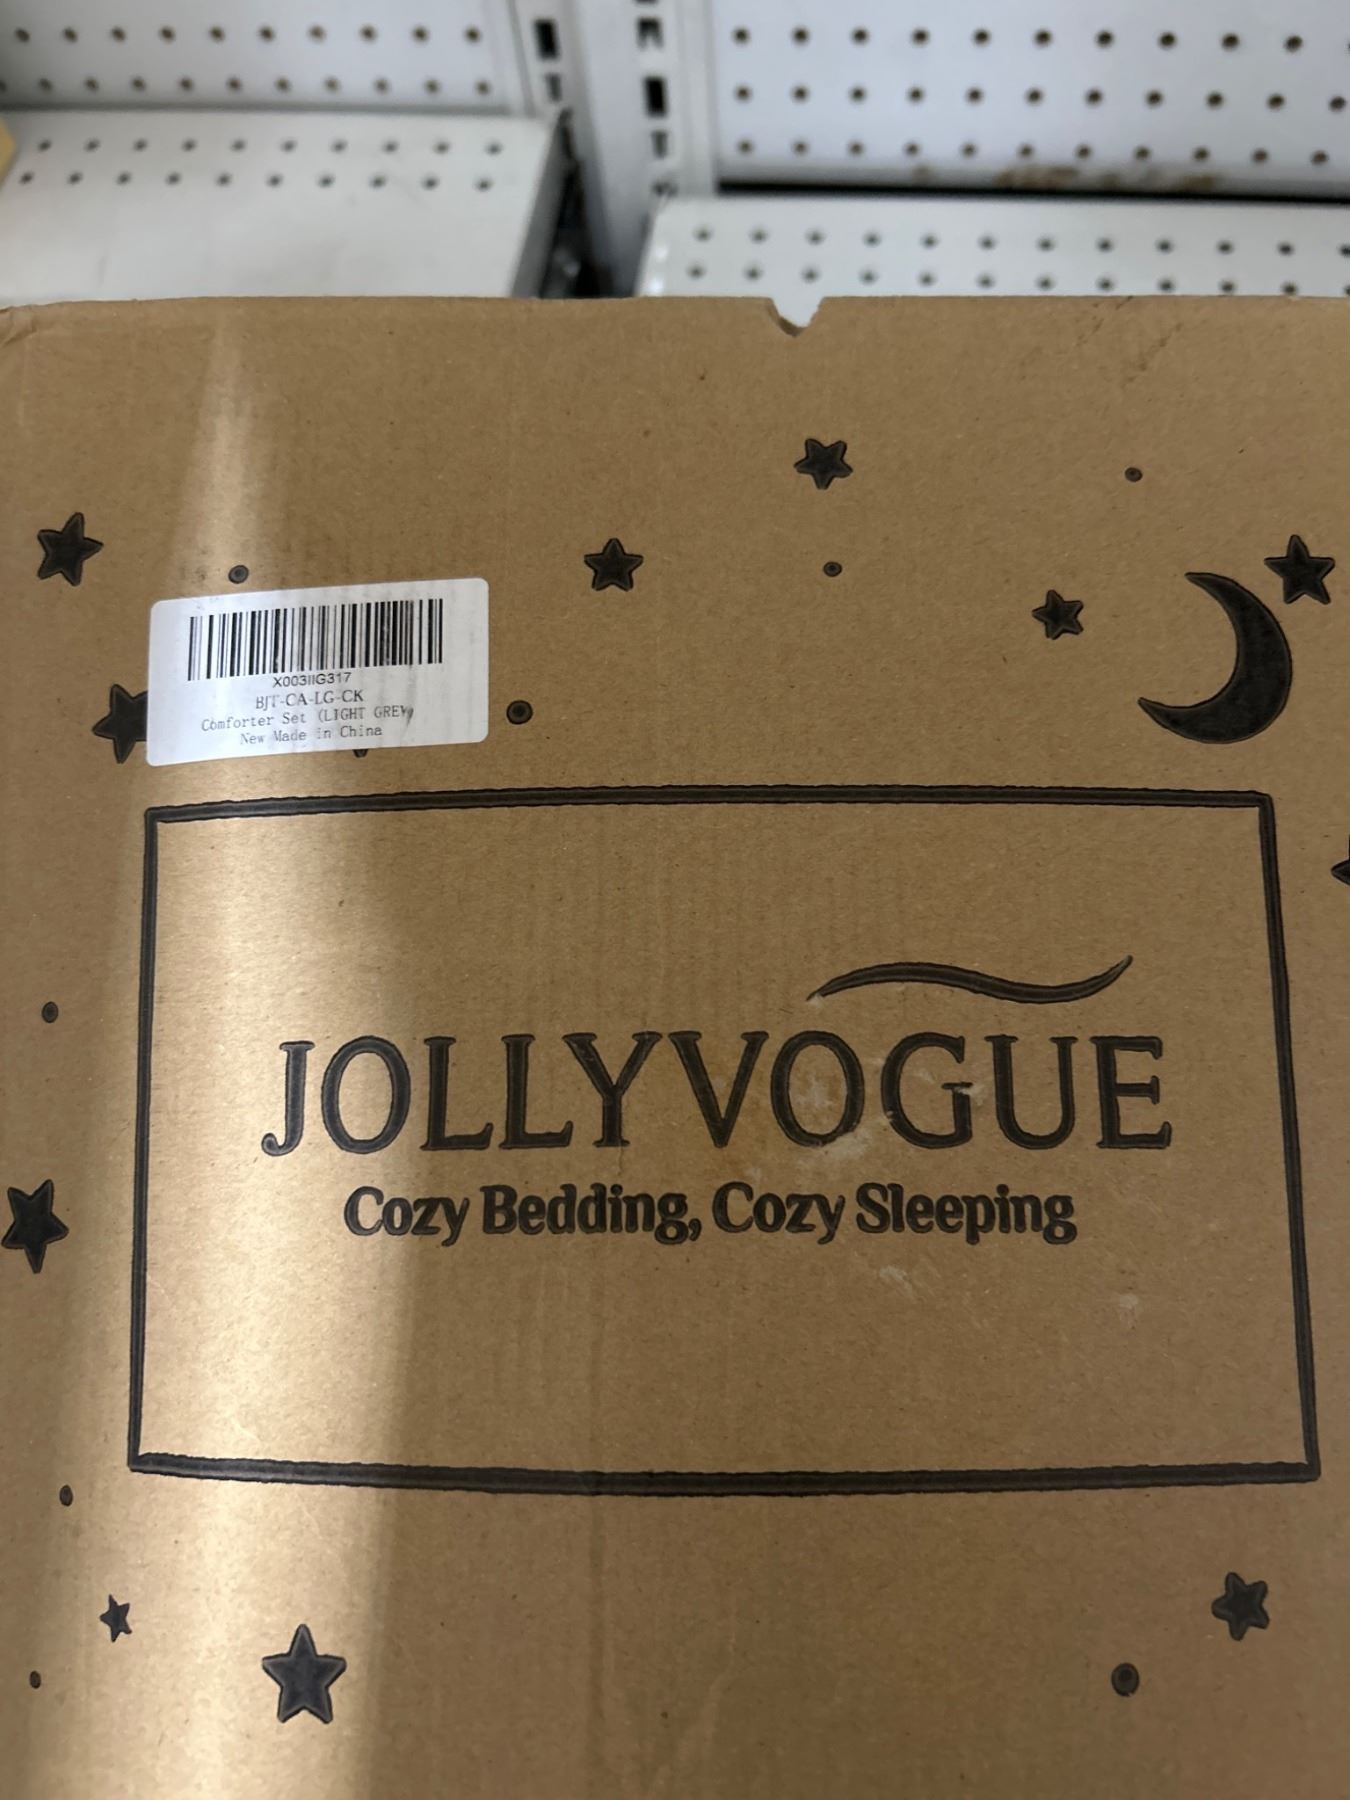 X003IIG317
BJT-CA-LG-CK
Comforter Set (LIGHT GREY)
New Made in China
JOLLYVOGUE
Cozy Bedding, Cozy Sleeping